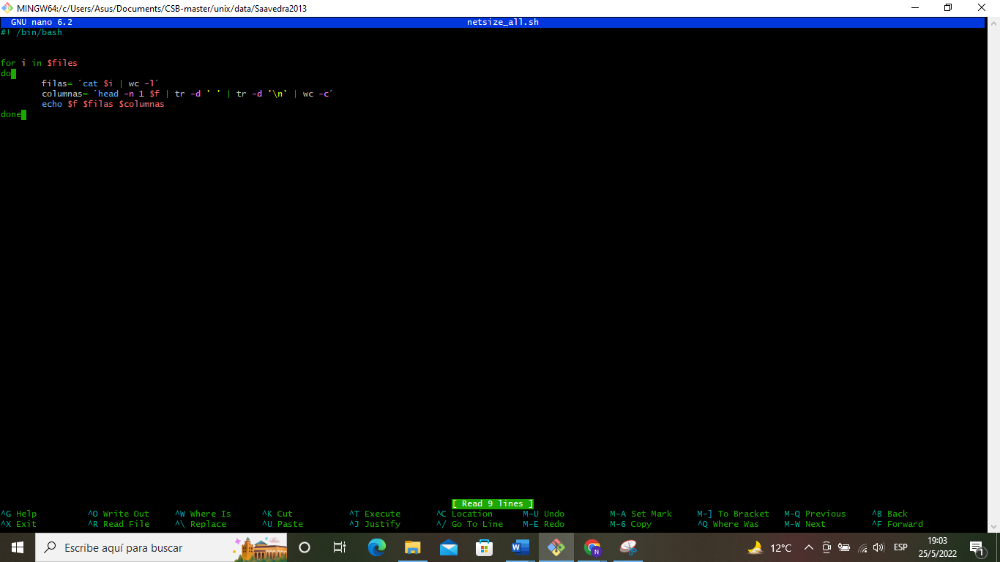 MINGW64:/c/Users/Asus/Documents/CSB-master/unix/data/Saavedra2013
GNU nano 6.2 netsize_all.sh
#! /bin/bash
for i in $files
do
filas= ´cat $i | wc -l´
columnas= ´head -n 1 $f | tr -d ' ' | tr -d '\n' | wc -c´
echo $f $filas $columnas
done
[ Read 9 lines ]
^G Help ^O Write Out ^W Where Is ^K Cut ^T Execute ^C Location M-U Undo M-A Set Mark M-] To Bracket M-Q Previous ^B Back
^X Exit ^R Read File ^\ Replace ^U Paste ^J Justify ^/ Go To Line M-E Redo M-6 Copy ^Q Where Was M-W Next ^F Forward
Escribe aquí para buscar W N 12°C ESP 19:03
25/5/2022 1